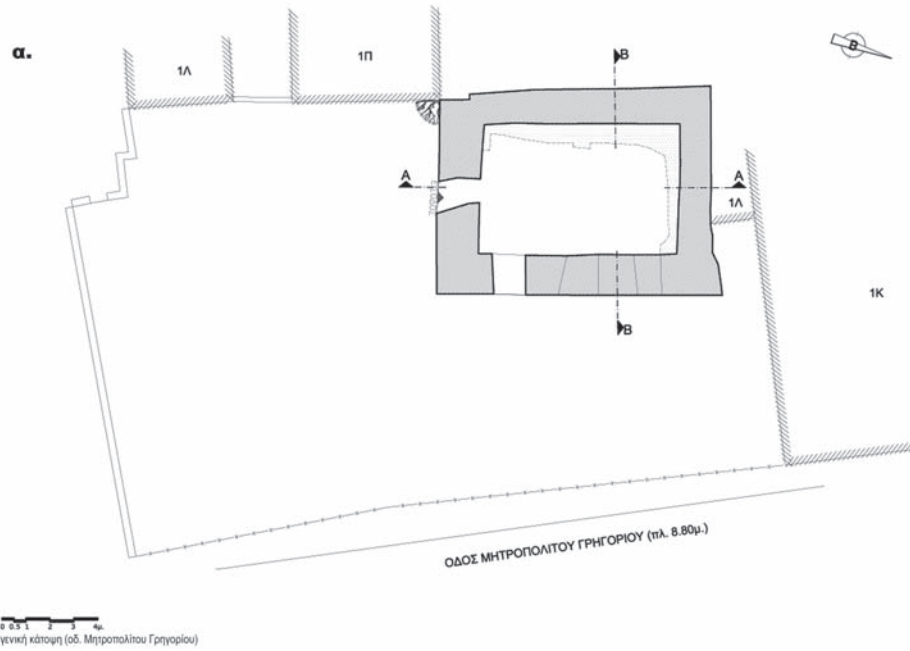 α.
1Λ
1Π
Β
Β
Α
Α
1Λ
1Κ
Β
ΟΔΟΣ ΜΗΤΡΟΠΟΛΙΤΟΥ ΓΡΗΓΟΡΙΟΥ (πλ. 8.80μ.)
0 0.5 1 2 3 4μ.
γενική κάτοψη (οδ. Μητροπολίτου Γρηγορίου)